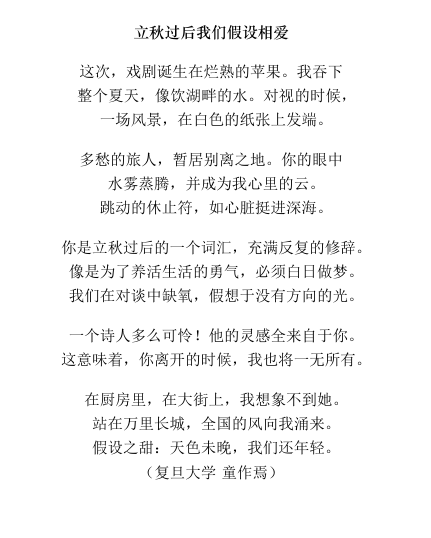 立秋过后我们假设相爱
这次，戏剧诞生在烂熟的苹果。我吞下
整个夏天，像饮湖畔的水。对视的时候，
一场风景，在白色的纸张上发端。
多愁的旅人，暂居别离之地。你的眼中
水雾蒸腾，并成为我心里的云。
跳动的休止符，如心脏挺进深海。
你是立秋过后的一个词汇，充满反复的修辞。
像是为了养活生活的勇气，必须白日做梦。
我们在对谈中缺氧，假想于没有方向的光。
一个诗人多么可怜！他的灵感全来自于你。
这意味着，你离开的时候，我也将一无所有。
在厨房里，在大街上，我想象不到她。
站在万里长城，全国的风向我涌来。
假设之甜：天色未晚，我们还年轻。
（复旦大学 童作焉）